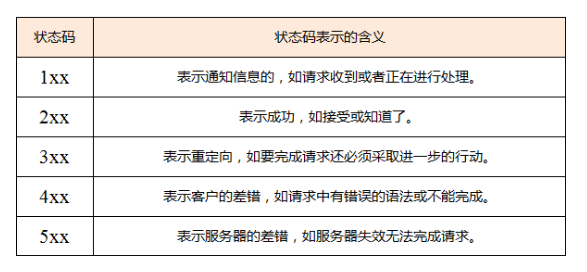 状态码 状态码表示的含义
1xx 表示通知信息的，如请求收到或者正在进行处理。
2xx 表示成功，如接受或知道了。
3xx 表示重定向，如要完成请求还必须采取进一步的行动。
4xx 表示客户的差错，如请求中有错误的语法或不能完成。
5xx 表示服务器的差错，如服务器失效无法完成请求。